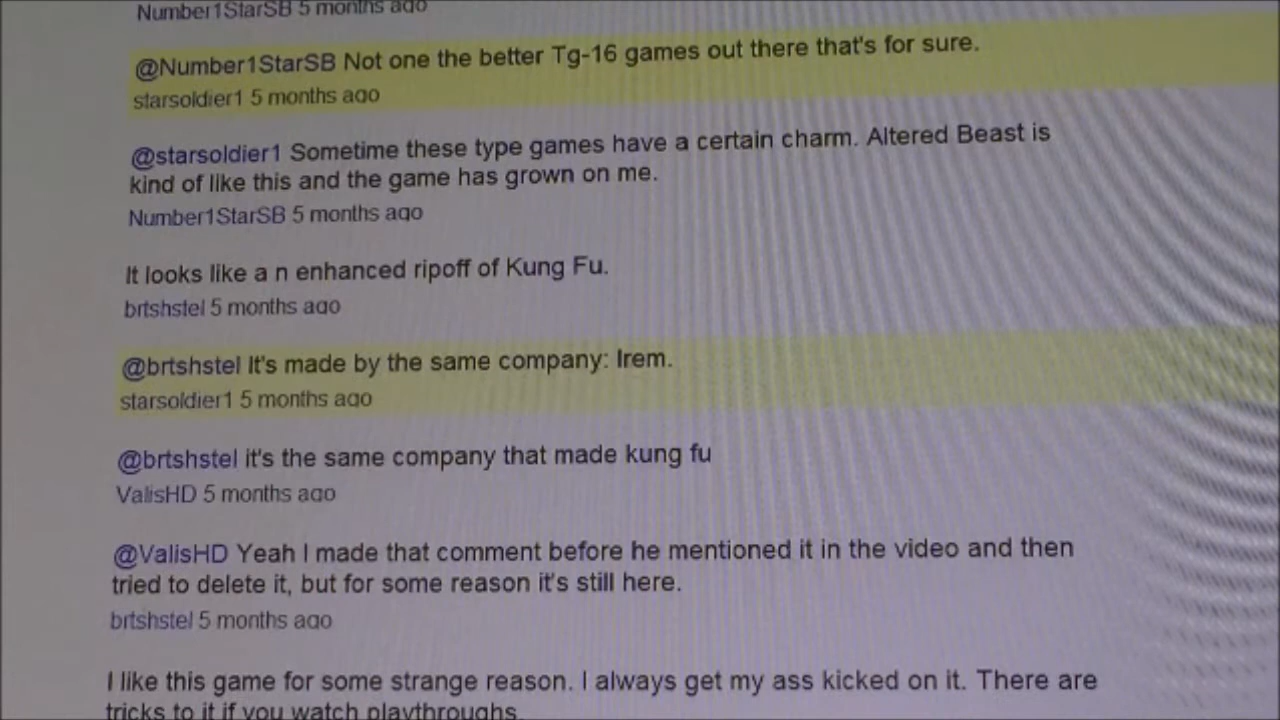 Number1StarSB 5 months ago
@Number1StarSB Not one the better Tg-16 games out there that's for sure.
starsoldier1 5 months ago
@starsoldier1 Sometime these type games have a certain charm. Altered Beast is
kind of like this and the game has grown on me.
Number1StarSB 5 months ago
It looks like a n enhanced ripoff of Kung Fu.
brtshstel 5 months ago
@brtshstel It's made by the same company: Irem.
starsoldier1 5 months ago
@brtshstel it's the same company that made kung fu
ValisHD 5 months ago
@ValisHD Yeah I made that comment before he mentioned it in the video and then
tried to delete it, but for some reason it's still here.
brtshstel 5 months ago
I like this game for some strange reason. I always get my ass kicked on it. There are
tricks to it if you watch playthroughs.